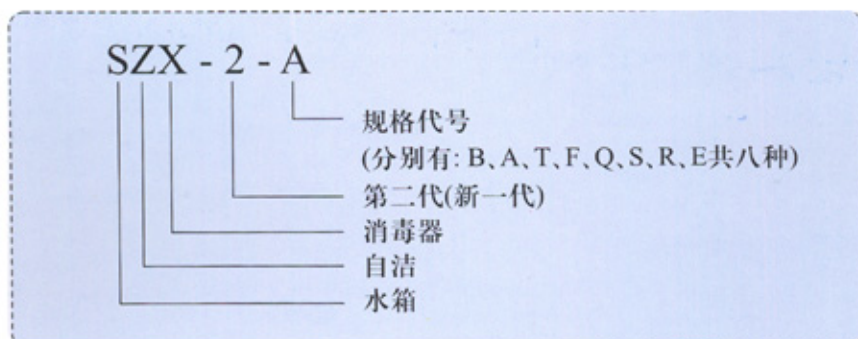 SZX - 2 - A
规格代号
(分别有: B、A、T、F、Q、S、R、E共八种)
第二代(新一代)
消毒器
自洁
水箱